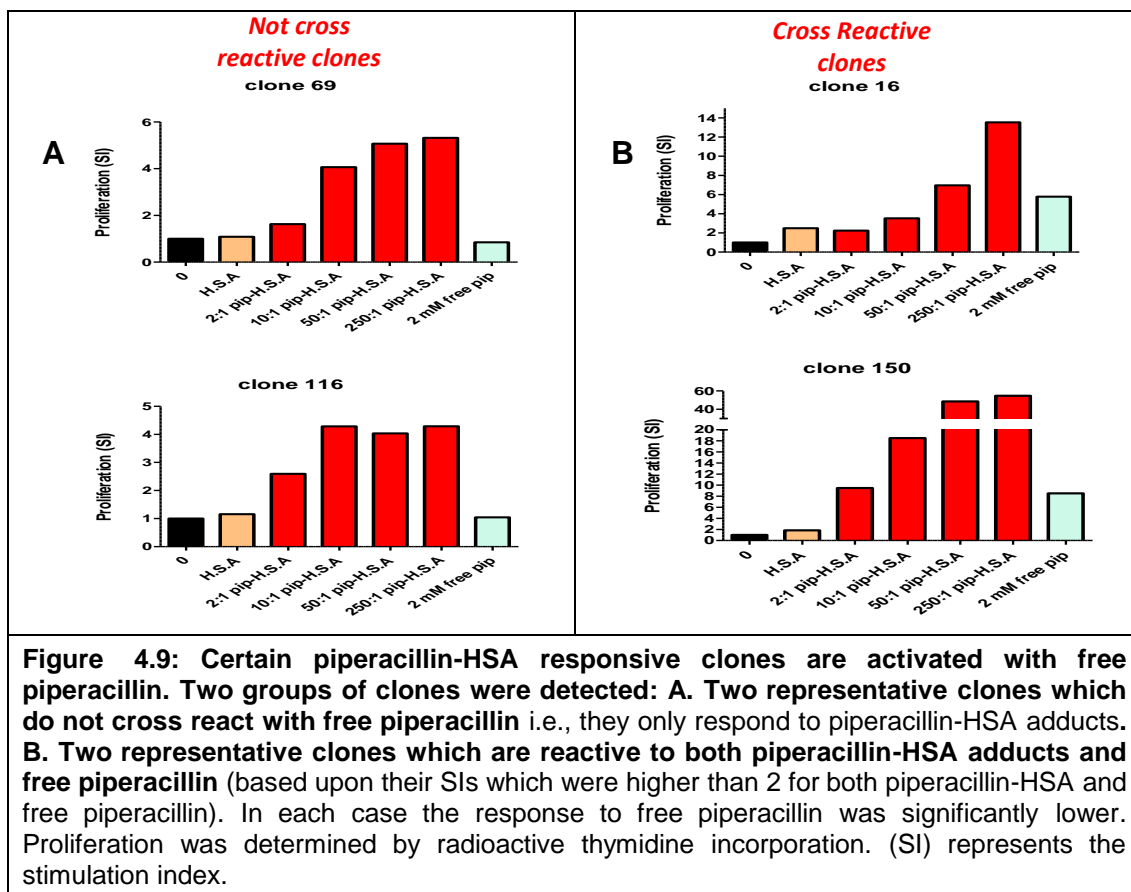 Not cross
reactive clones
clone 69
A
Proliferation (SI)
6
4
2
0
0
H.S.A
2:1 pip-H.S.A
10:1 pip-H.S.A
50:1 pip-H.S.A
250:1 pip-H.S.A
2 mM free pip
clone 116
Proliferation (SI)
5
4
3
2
1
0
0
H.S.A
2:1 pip-H.S.A
10:1 pip-H.S.A
50:1 pip-H.S.A
250:1 pip-H.S.A
2 mM free pip
Cross Reactive
clones
clone 16
B
Proliferation (SI)
14
12
10
8
6
4
2
0
0
H.S.A
2:1 pip-H.S.A
10:1 pip-H.S.A
50:1 pip-H.S.A
250:1 pip-H.S.A
2 mM free pip
clone 150
Proliferation (SI)
60
40
20
18
16
14
12
10
8
6
4
2
0
0
H.S.A
2:1 pip-H.S.A
10:1 pip-H.S.A
50:1 pip-H.S.A
250:1 pip-H.S.A
2 mM free pip
Figure 4.9: Certain piperacillin-HSA responsive clones are activated with free
piperacillin. Two groups of clones were detected: A. Two representative clones which
do not cross react with free piperacillin i.e., they only respond to piperacillin-HSA adducts.
B. Two representative clones which are reactive to both piperacillin-HSA adducts and
free piperacillin (based upon their SIs which were higher than 2 for both piperacillin-HSA and
free piperacillin). In each case the response to free piperacillin was significantly lower.
Proliferation was determined by radioactive thymidine incorporation. (SI) represents the
stimulation index.